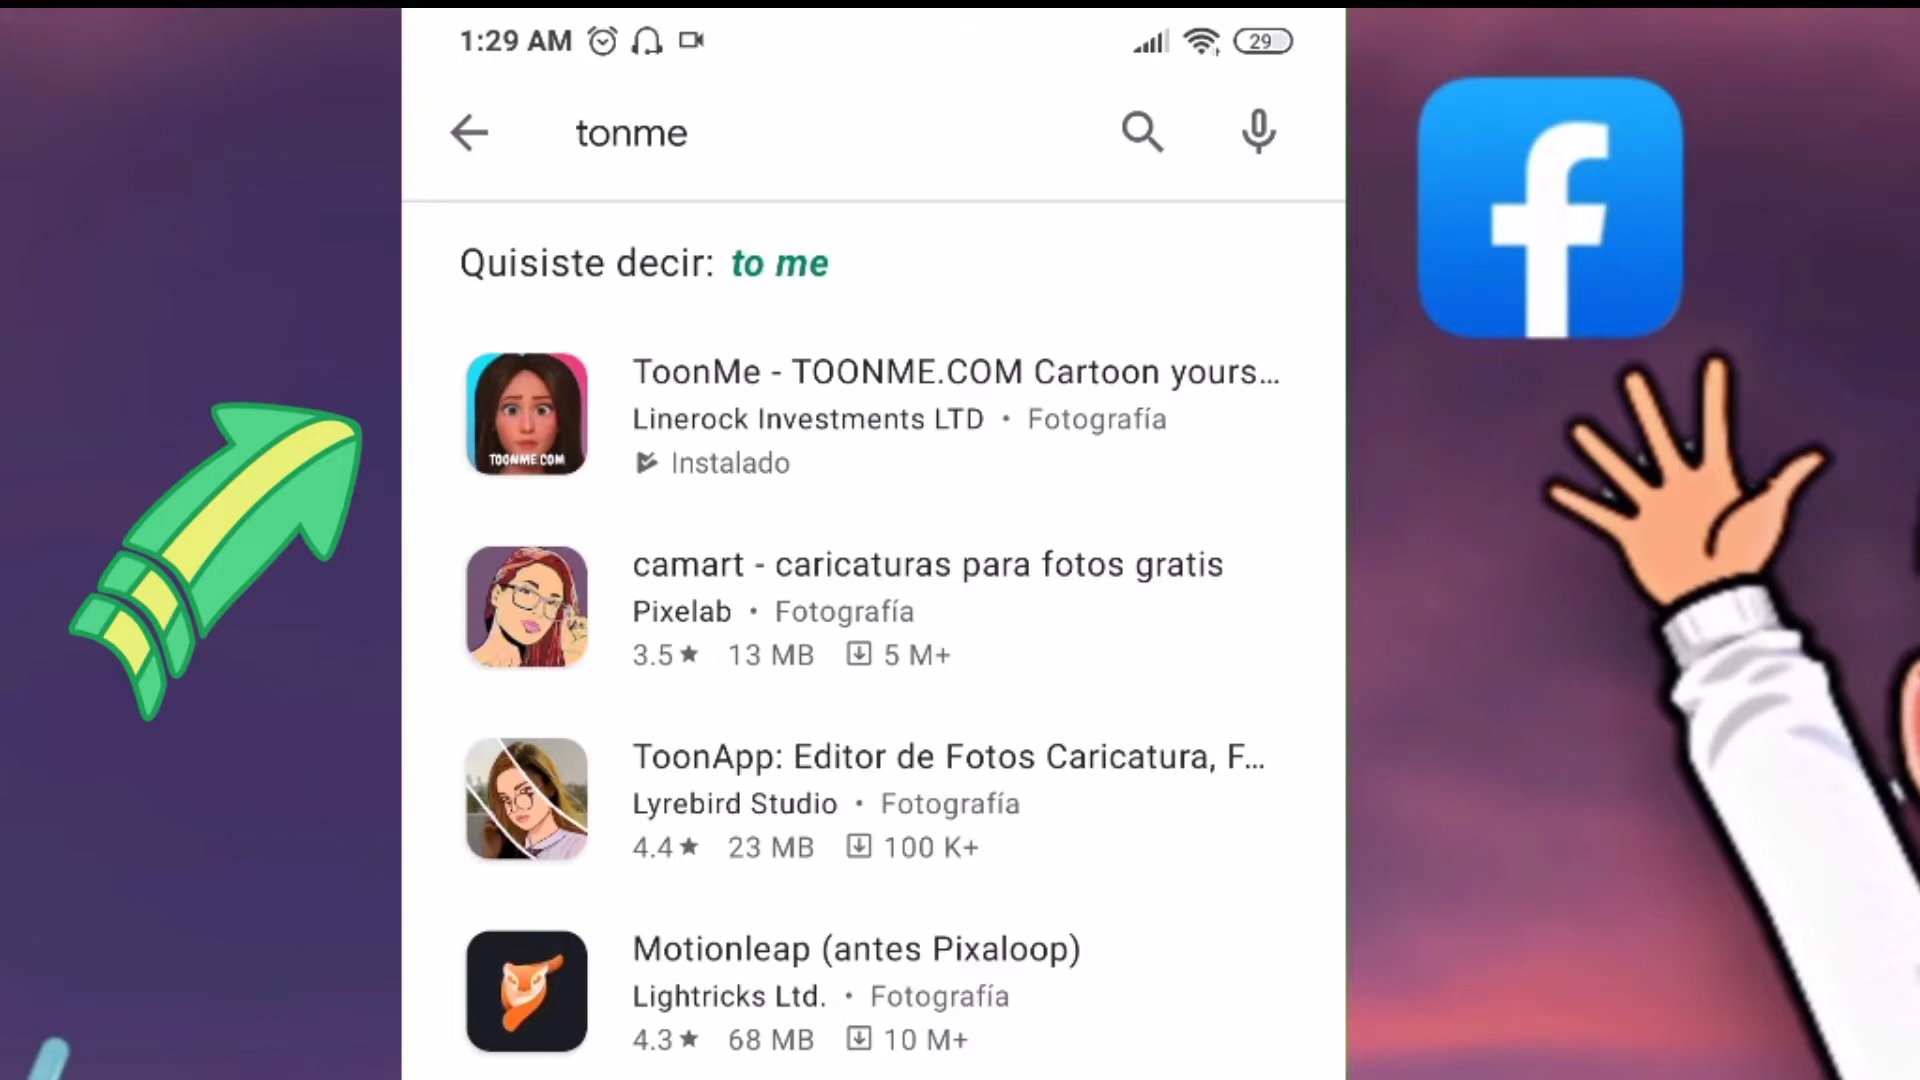 1:29 AM 29
tonme
Quisiste decir: to me
ToonMe - TOONME.COM Cartoon yours...
Linerock Investments LTD • Fotografía
Instalado
TOONME.COM
camart - caricaturas para fotos gratis
Pixelab • Fotografía
3.5★ 13 MB 5 M+
ToonApp: Editor de Fotos Caricatura, F...
Lyrebird Studio • Fotografía
4.4★ 23 MB 100 K+
Motionleap (antes Pixaloop)
Lightricks Ltd. • Fotografía
4.3★ 68 MB 10 M+
f